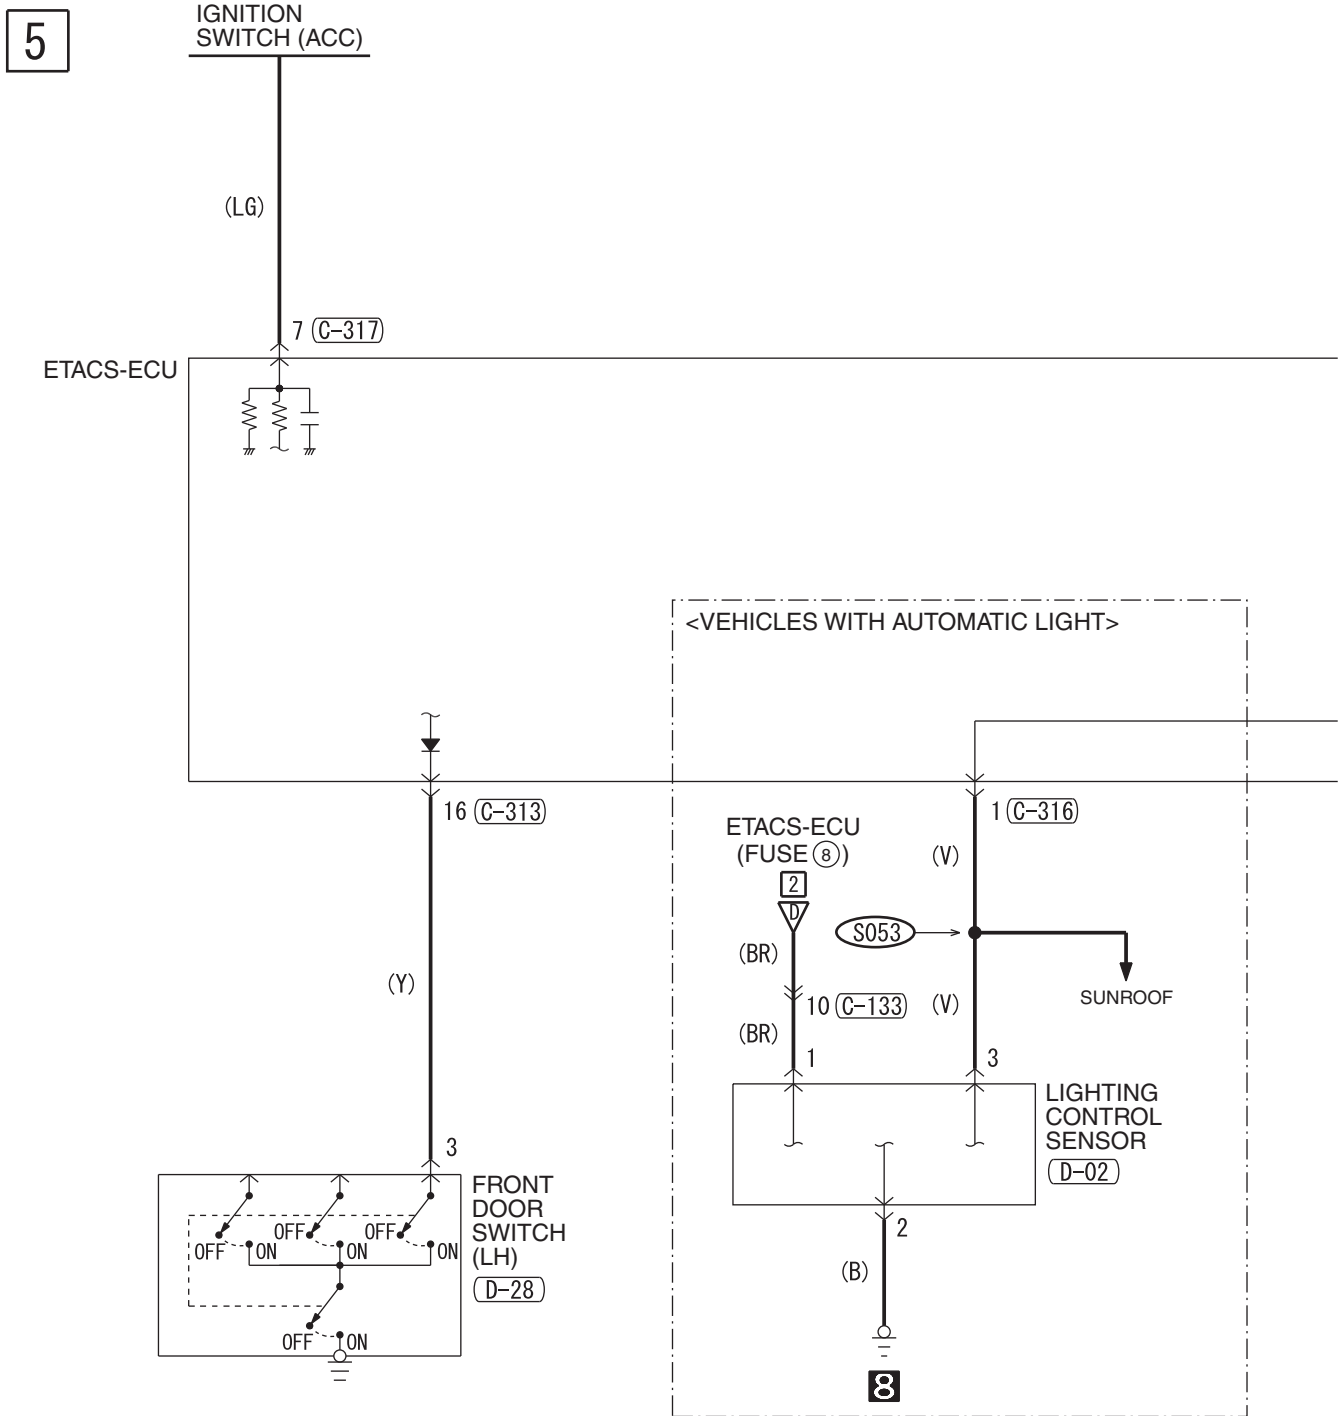 5
IGNITION
SWITCH (ACC)
(LG)
7 (C-317)
ETACS-ECU
<VEHICLES WITH AUTOMATIC LIGHT>
16 (C-313)
1 (C-316)
ETACS-ECU
(FUSE 8)
2
D
(V)
S053
(BR)
(Y)
SUNROOF
10 (C-133)
(V)
(BR)
1
3
LIGHTING
CONTROL
SENSOR
D-02
2
(B)
8
3
FRONT
DOOR
SWITCH
(LH)
D-28
OFF ON
OFF ON
OFF ON
OFF ON